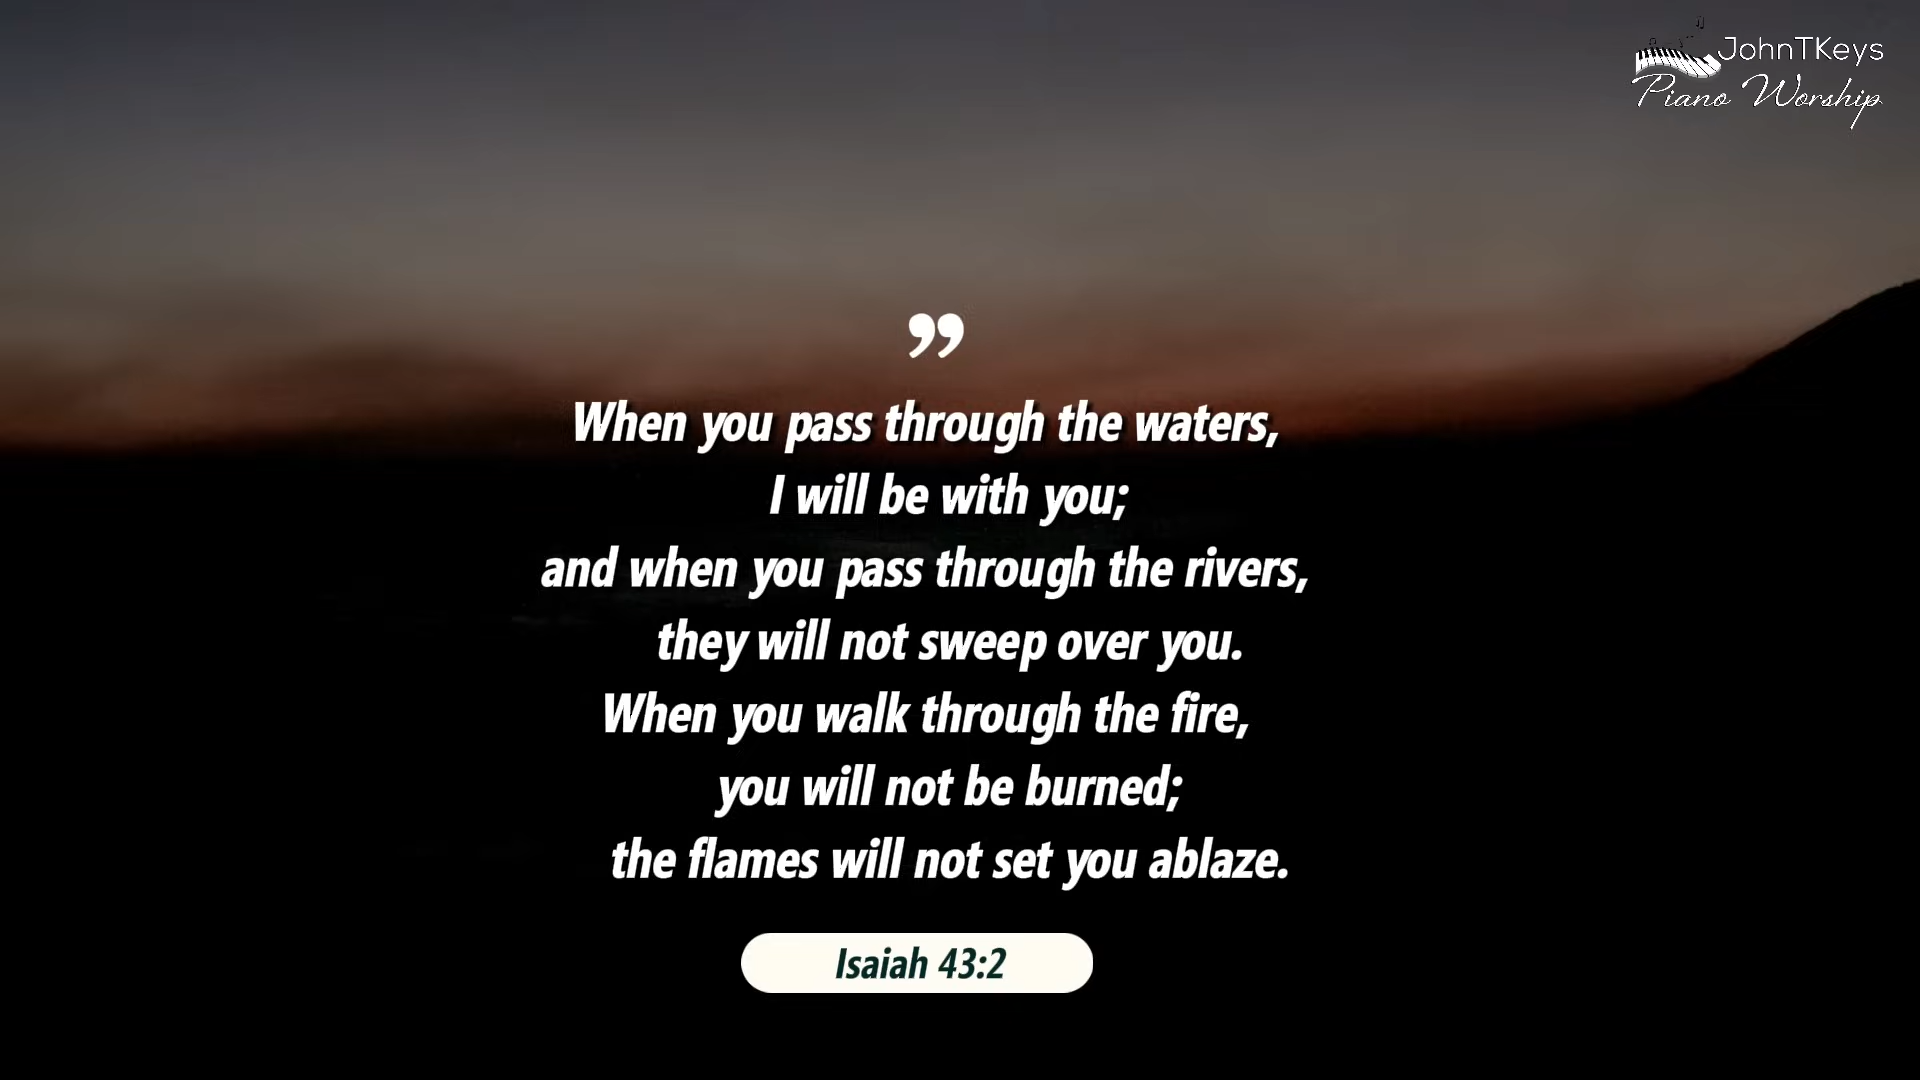 JohnTKeys
Piano Worship
”
When you pass through the waters,
I will be with you;
and when you pass through the rivers,
they will not sweep over you.
When you walk through the fire,
you will not be burned;
the flames will not set you ablaze.
Isaiah 43:2